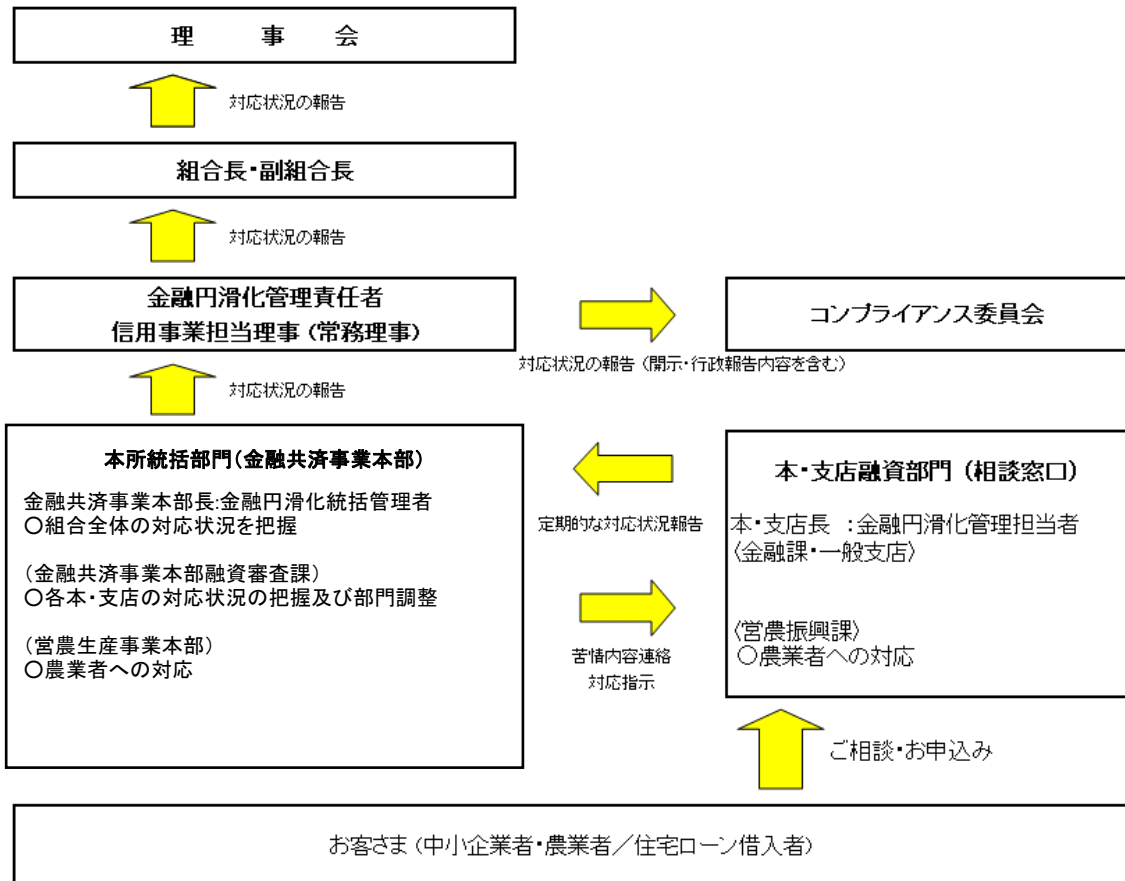 理 事 会
対応状況の報告
組合長・副組合長
対応状況の報告
金融円滑化管理責任者
信用事業担当理事（常務理事）
コンプライアンス委員会
対応状況の報告（開示・行政報告内容を含む）
対応状況の報告
本所統括部門（金融共済事業本部）
金融共済事業本部長:金融円滑化統括管理者
〇組合全体の対応状況を把握
（金融共済事業本部融資審査課）
〇各本・支店の対応状況の把握及び部門調整
（営農生産事業本部）
〇農業者への対応
定期的な対応状況報告
苦情内容連絡
対応指示
本・支店融資部門（相談窓口）
本・支店長 ：金融円滑化管理担当者
〈金融課・一般支店〉
〈営農振興課〉
〇農業者への対応
ご相談・お申込み
お客さま（中小企業者・農業者／住宅ローン借入者）